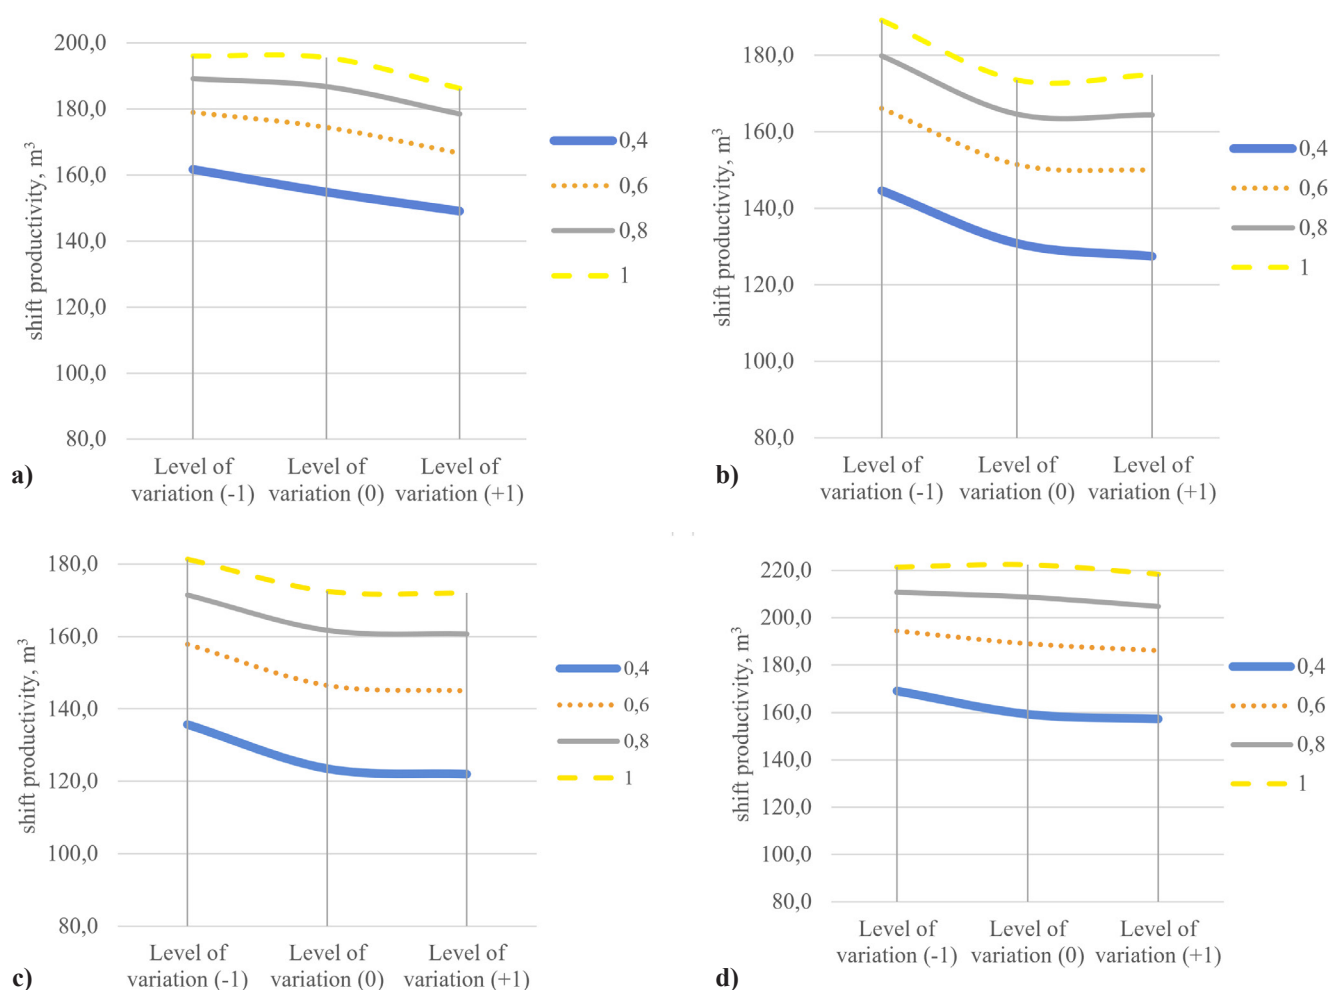 a)
shift productivity, m³
200,0
180,0
160,0
140,0
120,0
100,0
80,0
Level of
variation (-1)
Level of
variation (0)
Level of
variation (+1)
0,4
0,6
0,8
1
b)
shift productivity, m³
180,0
160,0
140,0
120,0
100,0
80,0
Level of
variation (-1)
Level of
variation (0)
Level of
variation (+1)
0,4
0,6
0,8
1
c)
shift productivity, m³
180,0
160,0
140,0
120,0
100,0
80,0
Level of
variation (-1)
Level of
variation (0)
Level of
variation (+1)
0,4
0,6
0,8
1
d)
shift productivity, m³
220,0
200,0
180,0
160,0
140,0
120,0
100,0
80,0
Level of
variation (-1)
Level of
variation (0)
Level of
variation (+1)
0,4
0,6
0,8
1